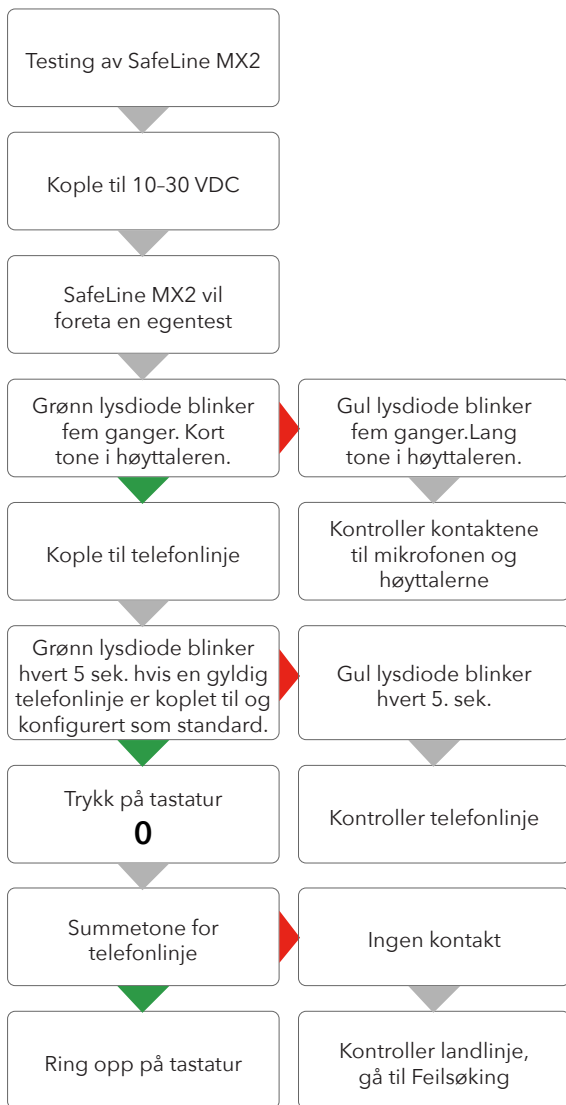 Testing av SafeLine MX2
Kople til 10–30 VDC
SafeLine MX2 vil
foreta en egentest
Grønn lysdiode blinker
fem ganger. Kort
tone i høyttaleren.
Gul lysdiode blinker
fem ganger.Lang
tone i høyttaleren.
Kople til telefonlinje
Kontroller kontaktene
til mikrofonen og
høyttalerne
Grønn lysdiode blinker
hvert 5 sek. hvis en gyldig
telefonlinje er koplet til og
konfigurert som standard.
Gul lysdiode blinker
hvert 5. sek.
Trykk på tastatur
0
Kontroller telefonlinje
Summetone for
telefonlinje
Ingen kontakt
Ring opp på tastatur
Kontroller landlinje,
gå til Feilsøking